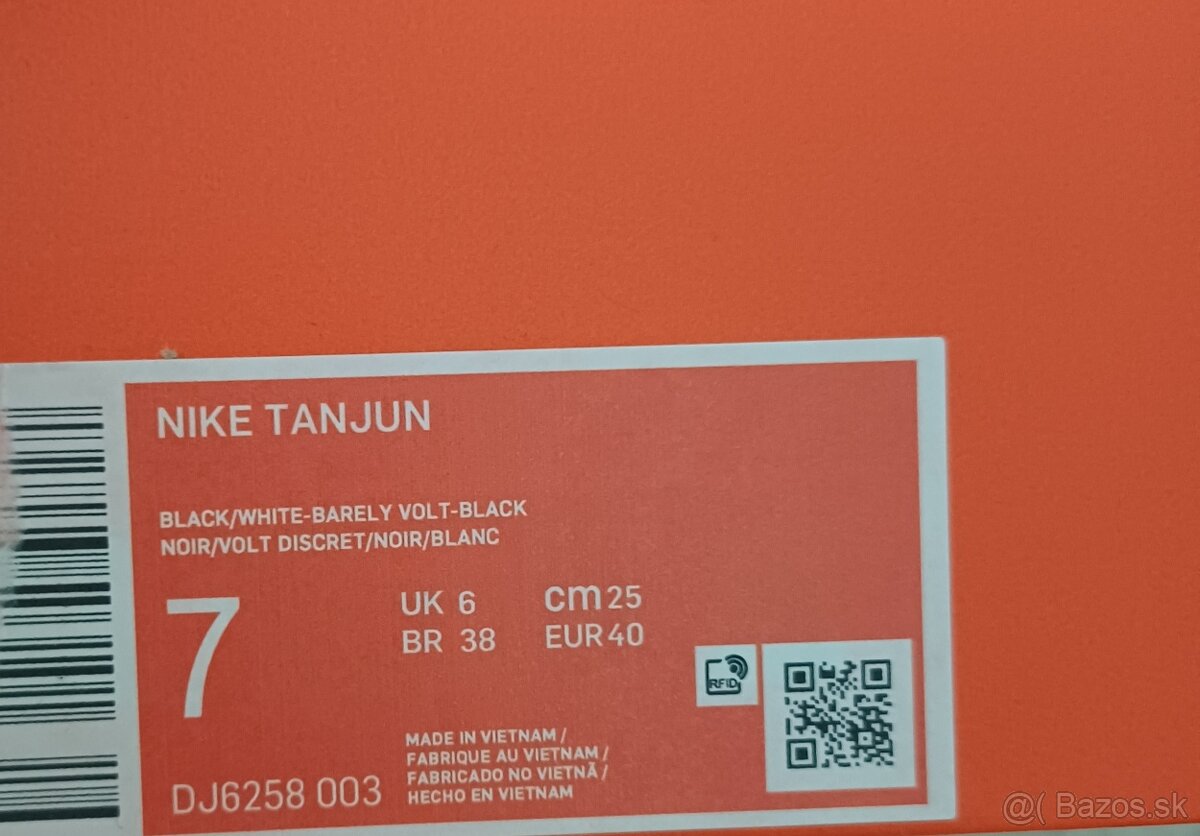 NIKE TANJUN
BLACK/WHITE-BARELY VOLT-BLACK
NOIR/VOLT DISCRET/NOIR/BLANC
7
UK 6 cm 25
BR 38 EUR 40
RFID
MADE IN VIETNAM /
FABRIQUE AU VIETNAM /
FABRICADO NO VIETNÃ /
HECHO EN VIETNAM
DJ6258 003
@( Bazos.sk